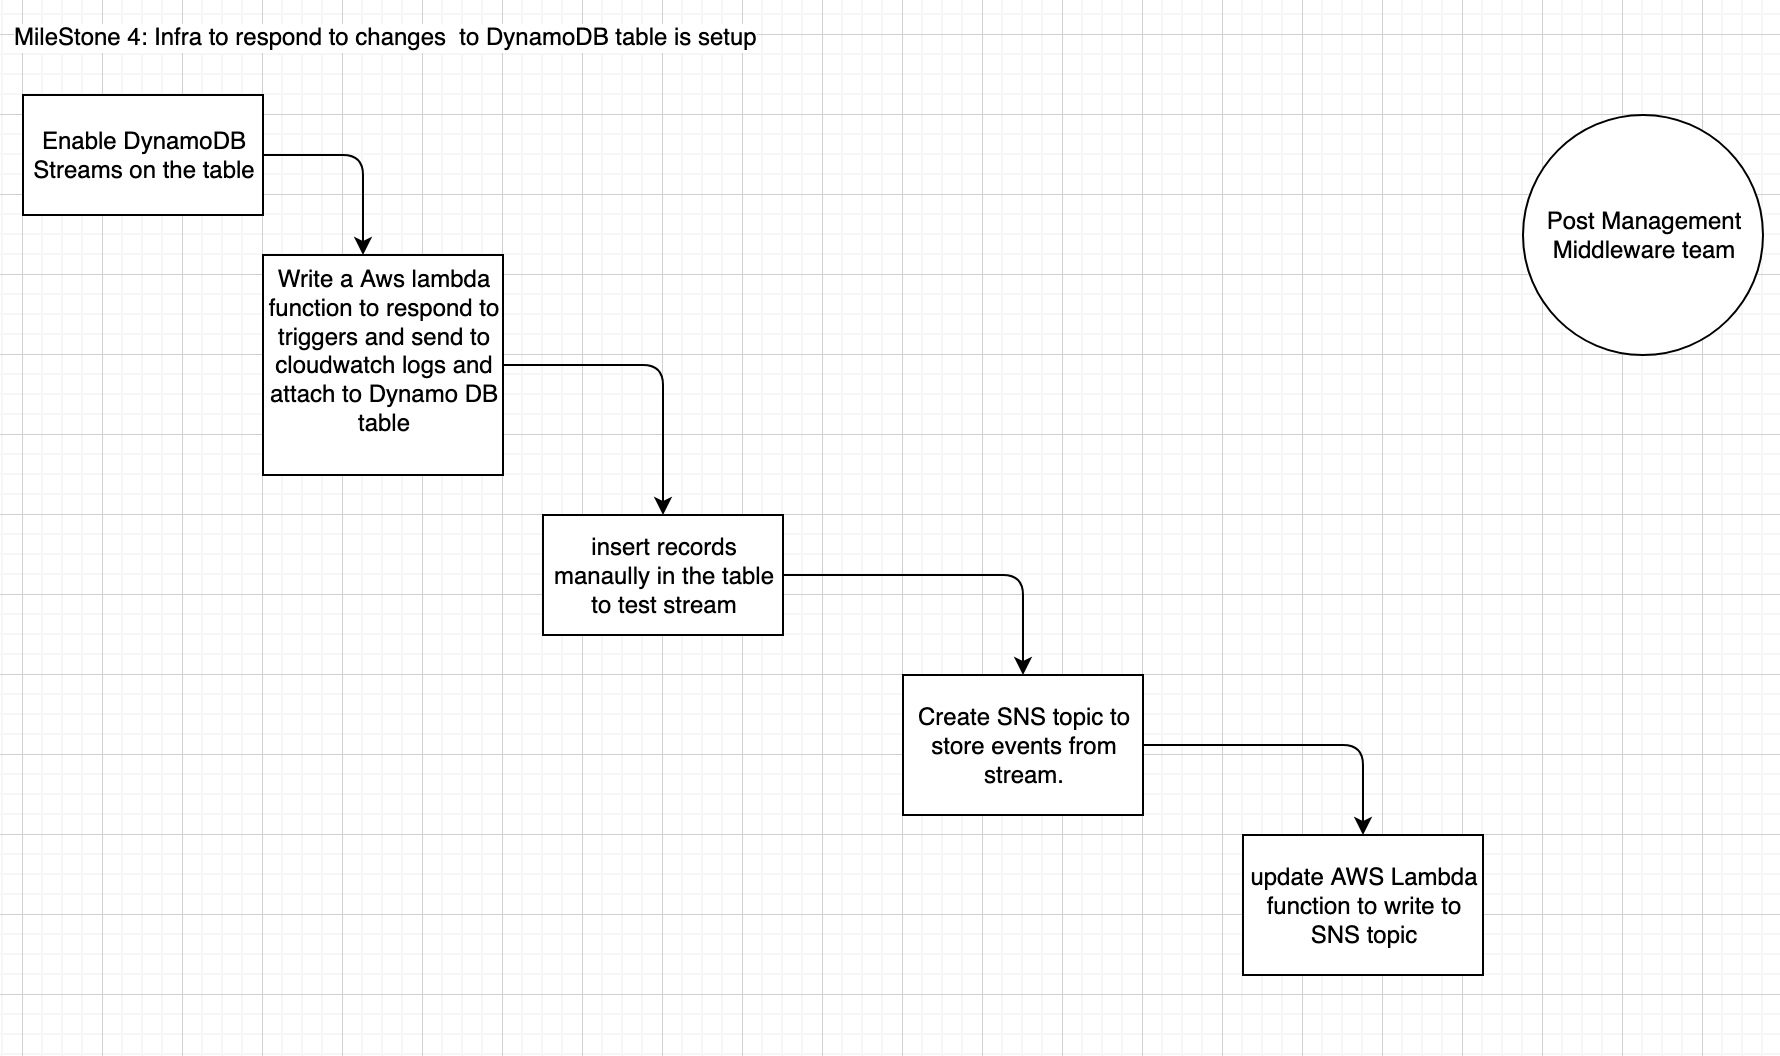 MileStone 4: Infra to respond to changes  to DynamoDB table is setup
Enable DynamoDB
Streams on the table
Post Management
Middleware team
Write a Aws lambda
function to respond to
triggers and send to
cloudwatch logs and
attach to Dynamo DB
table
insert records
manaully in the table
to test stream
Create SNS topic to
store events from
stream.
update AWS Lambda
function to write to
SNS topic